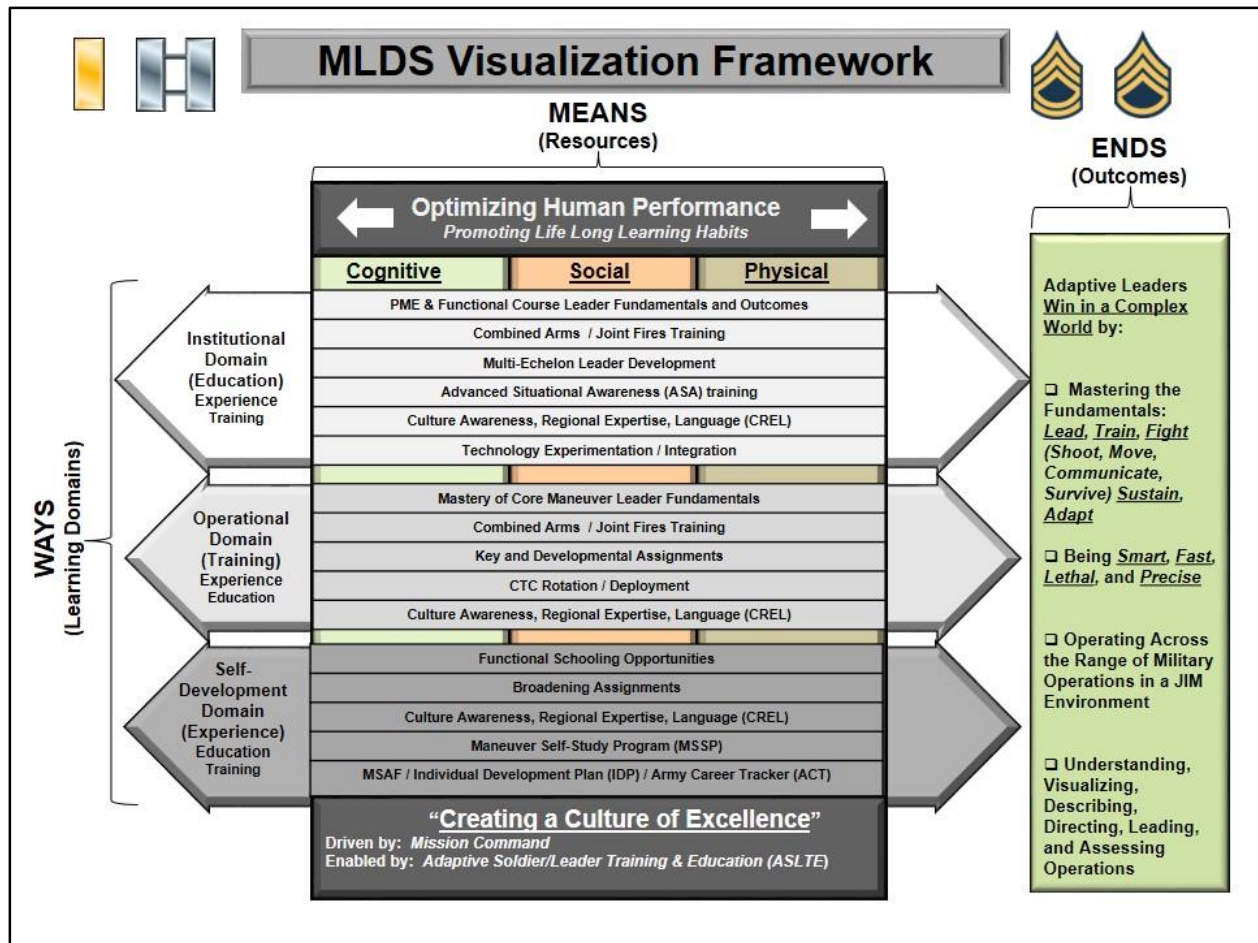 MLDS Visualization Framework
MEANS
(Resources)
ENDS
(Outcomes)
Optimizing Human Performance
Promoting Life Long Learning Habits
Cognitive
Social
Physical
WAYS
(Learning Domains)
Institutional
Domain
(Education)
Experience
Training
PME & Functional Course Leader Fundamentals and Outcomes
Combined Arms / Joint Fires Training
Multi-Echelon Leader Development
Advanced Situational Awareness (ASA) training
Culture Awareness, Regional Expertise, Language (CREL)
Technology Experimentation / Integration
Operational
Domain
(Training)
Experience
Education
Mastery of Core Maneuver Leader Fundamentals
Combined Arms / Joint Fires Training
Key and Developmental Assignments
CTC Rotation / Deployment
Culture Awareness, Regional Expertise, Language (CREL)
Self-
Development
Domain
(Experience)
Education
Training
Functional Schooling Opportunities
Broadening Assignments
Culture Awareness, Regional Expertise, Language (CREL)
Maneuver Self-Study Program (MSSP)
MSAF / Individual Development Plan (IDP) / Army Career Tracker (ACT)
“Creating a Culture of Excellence”
Driven by: Mission Command
Enabled by: Adaptive Soldier/Leader Training & Education (ASLTE)
Adaptive Leaders
Win in a Complex
World by:
❑ Mastering the
Fundamentals:
Lead, Train, Fight
(Shoot, Move,
Communicate,
Survive) Sustain,
Adapt
❑ Being Smart, Fast,
Lethal, and Precise
❑ Operating Across
the Range of Military
Operations in a JIM
Environment
❑ Understanding,
Visualizing,
Describing,
Directing, Leading,
and Assessing
Operations